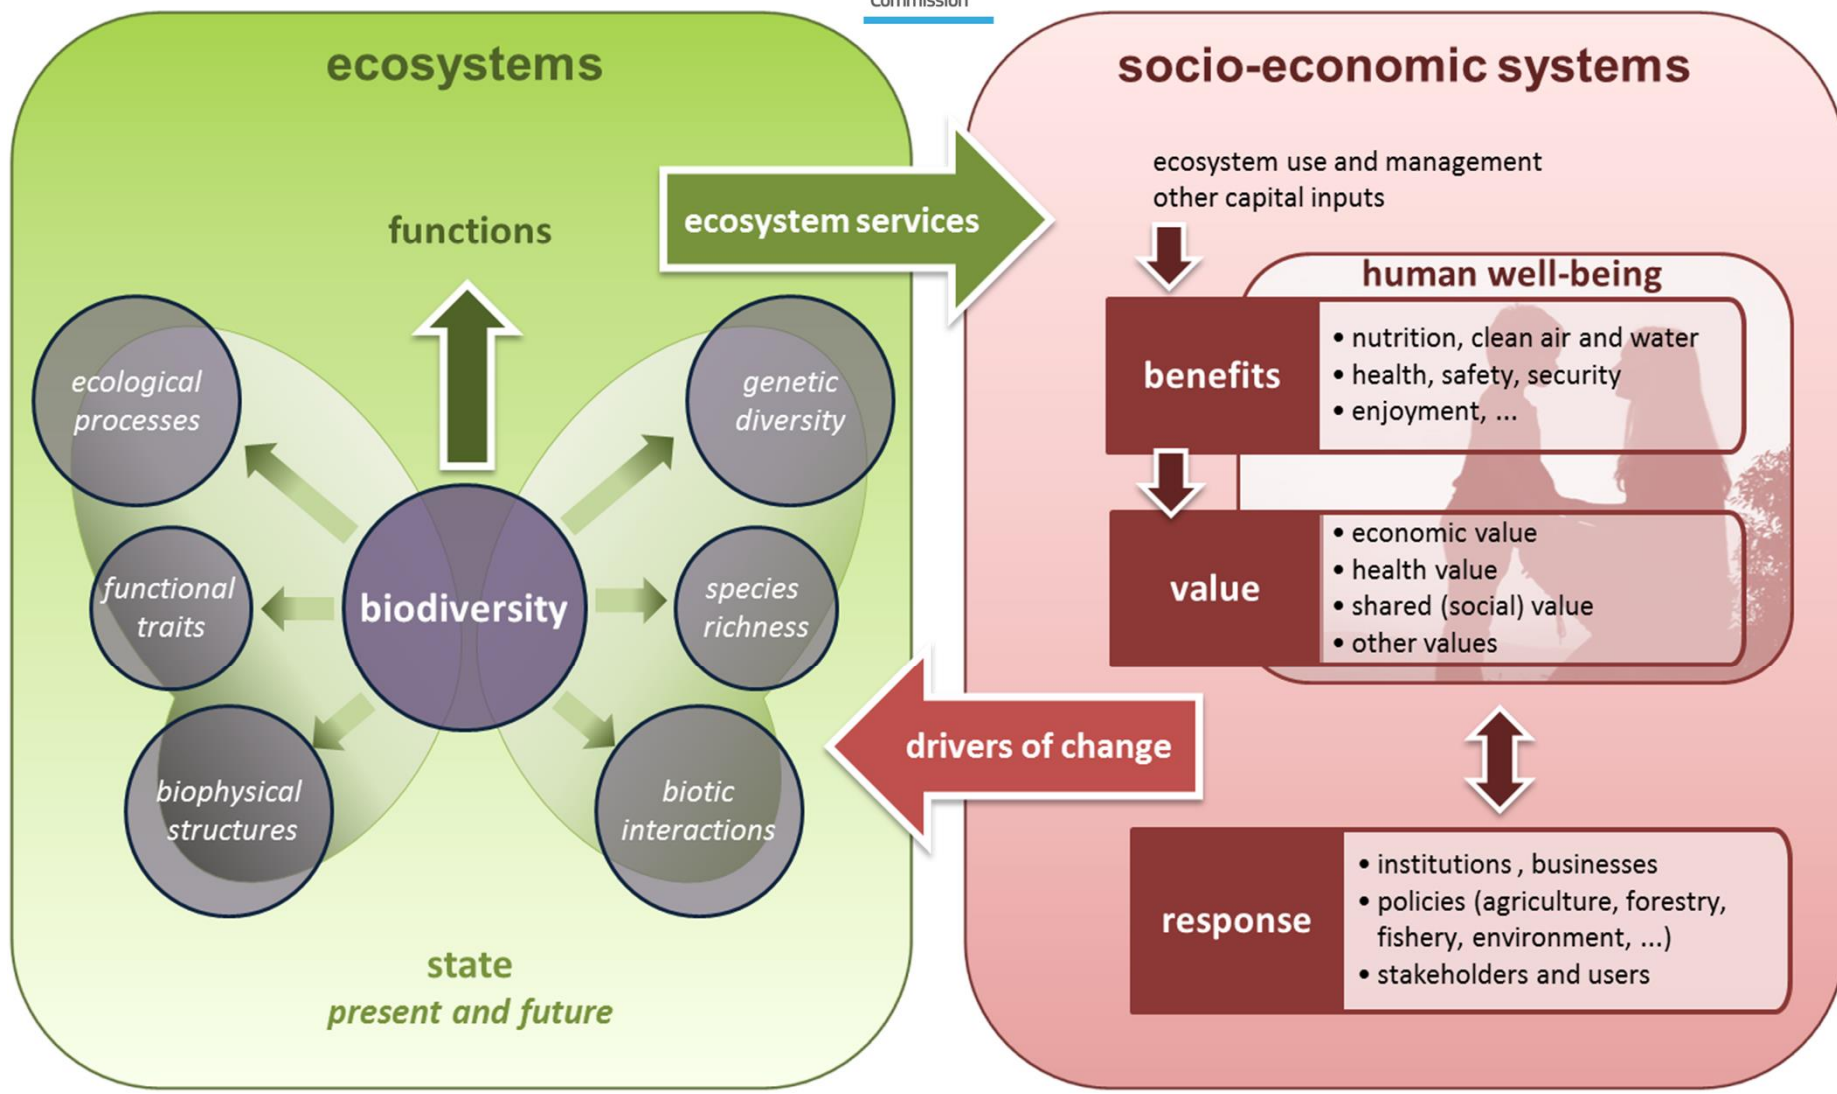 Commission
ecosystems
functions
ecological
processes
genetic
diversity
functional
traits
biodiversity
species
richness
biophysical
structures
biotic
interactions
state
present and future
ecosystem services
drivers of change
socio-economic systems
ecosystem use and management
other capital inputs
human well-being
benefits
• nutrition, clean air and water
• health, safety, security
• enjoyment, ...
value
• economic value
• health value
• shared (social) value
• other values
response
• institutions , businesses
• policies (agriculture, forestry,
fishery, environment, ...)
• stakeholders and users